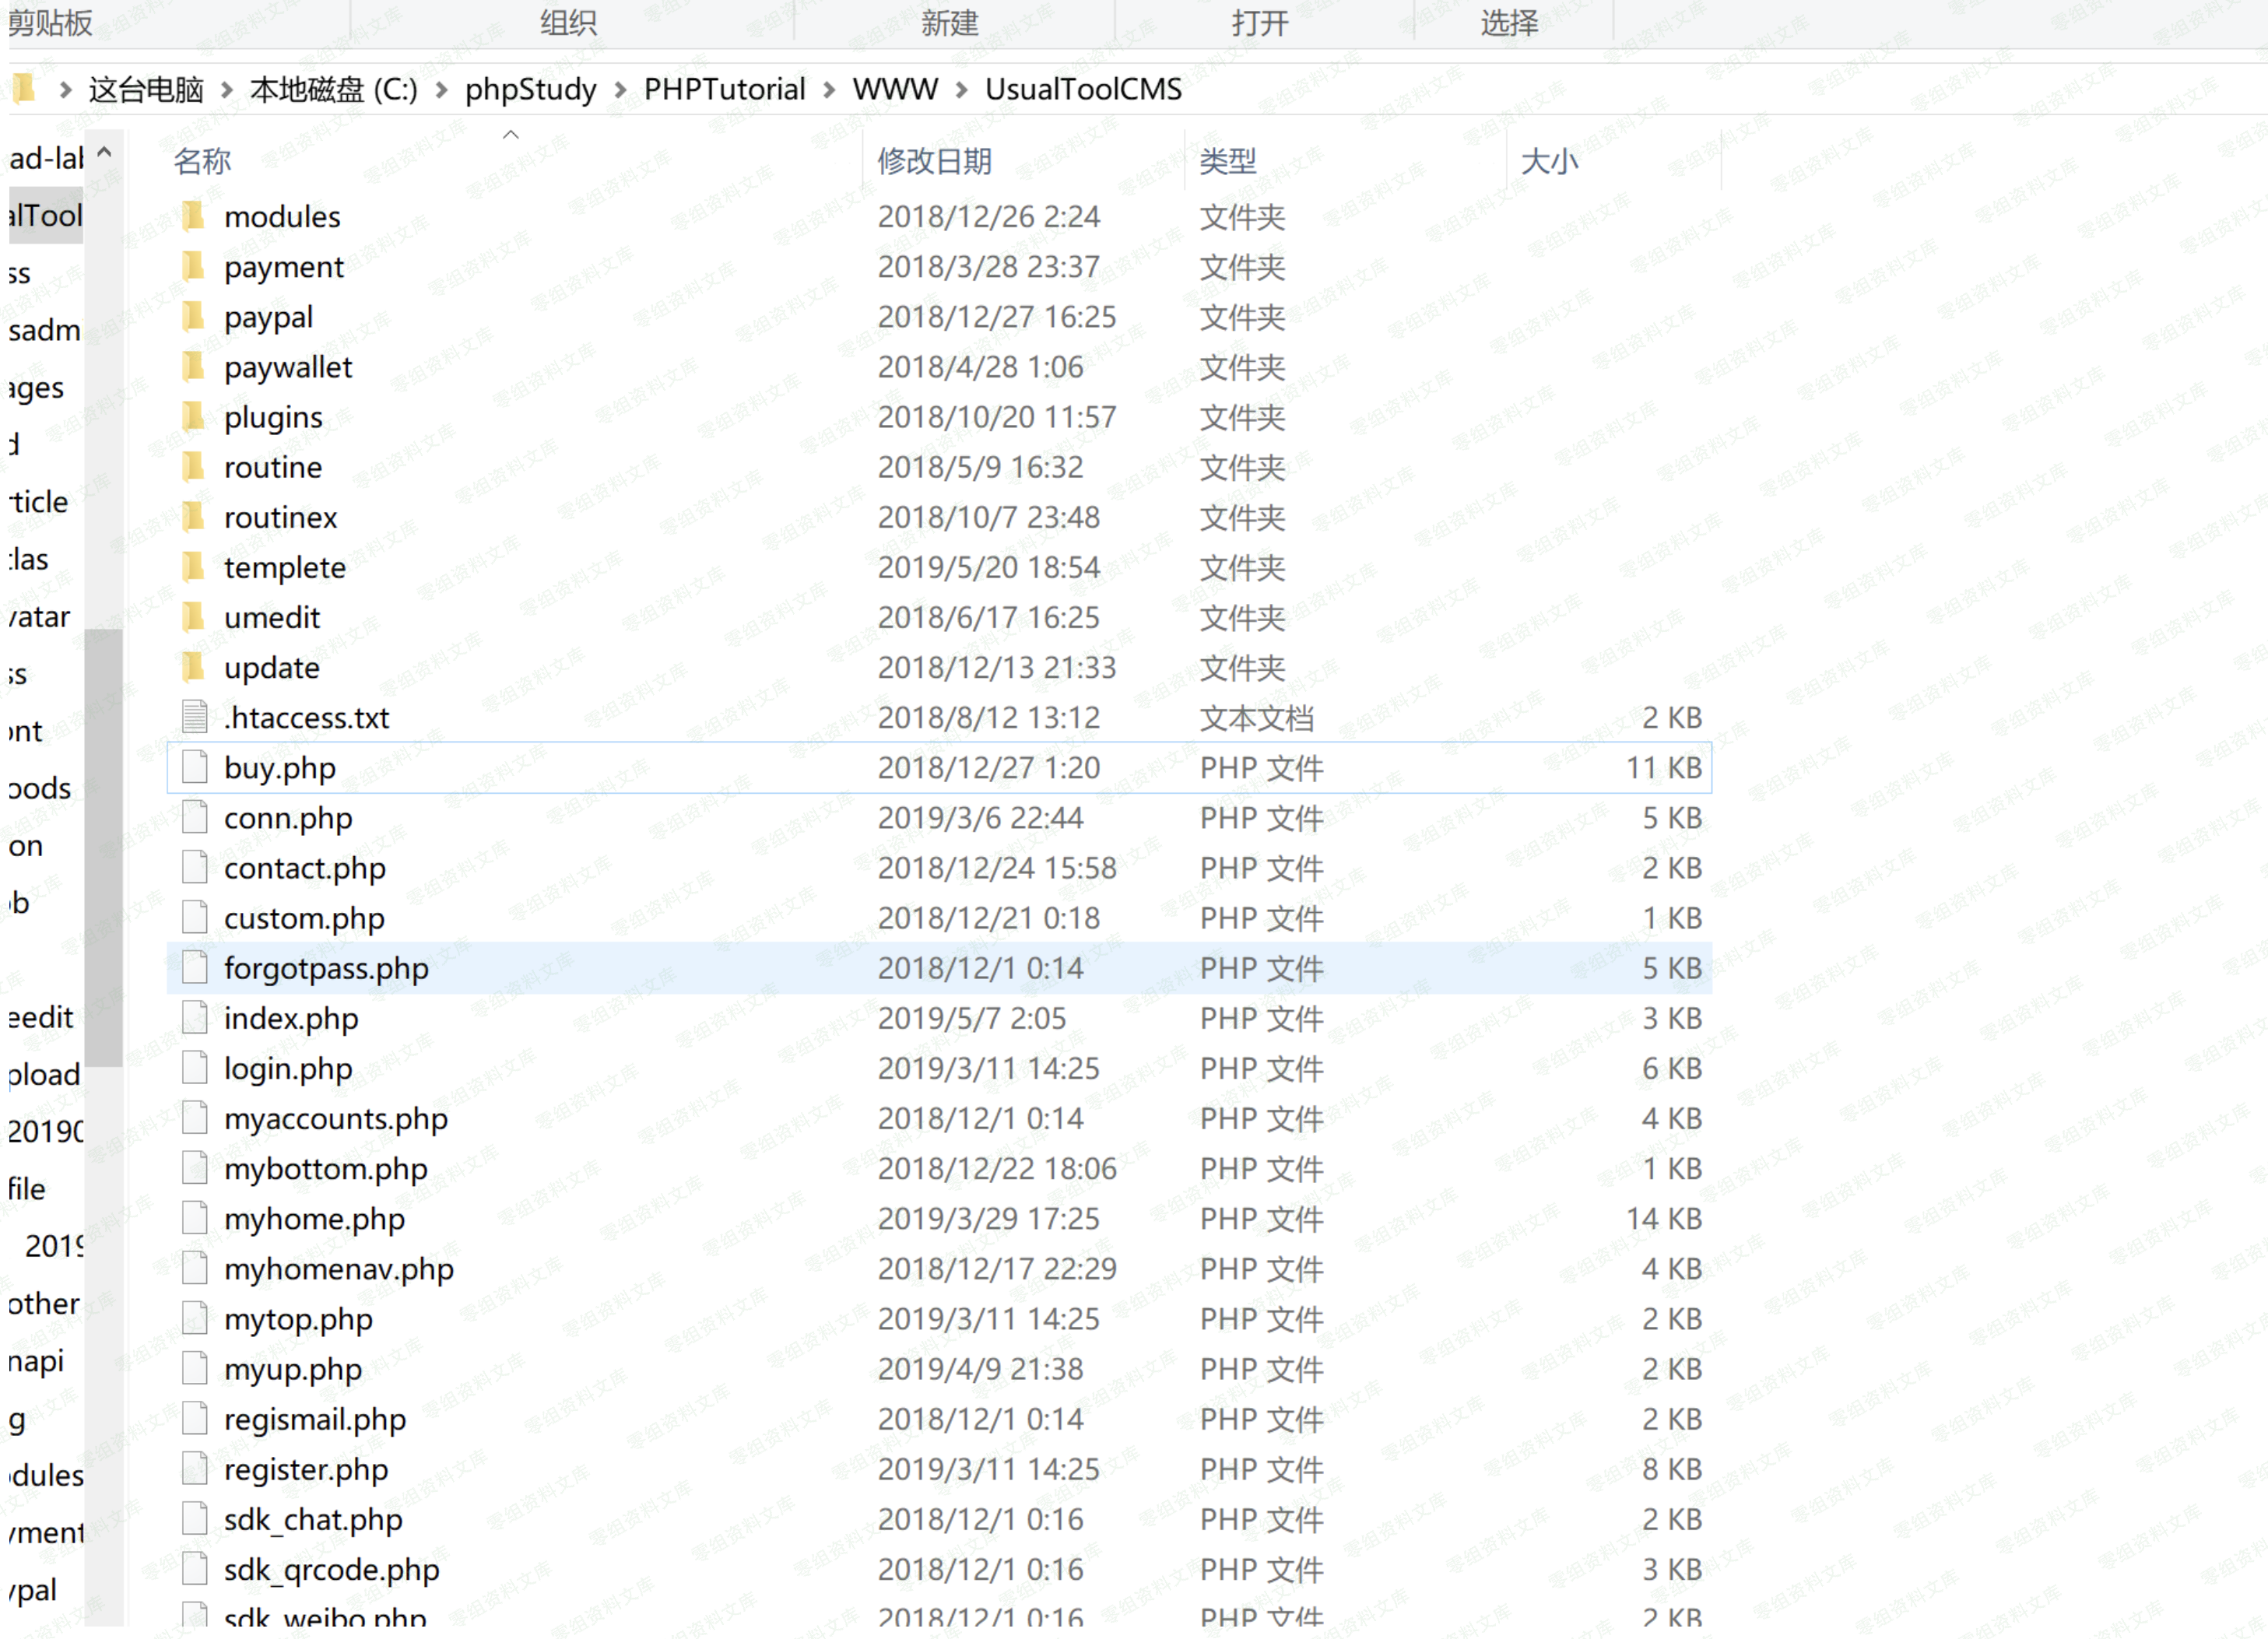 剪贴板 组织 新建 打开 选择
这台电脑 > 本地磁盘 (C:) > phpStudy > PHPTutorial > WWW > UsualToolCMS
名称 修改日期 类型 大小
modules 2018/12/26 2:24 文件夹
payment 2018/3/28 23:37 文件夹
paypal 2018/12/27 16:25 文件夹
paywallet 2018/4/28 1:06 文件夹
plugins 2018/10/20 11:57 文件夹
routine 2018/5/9 16:32 文件夹
routinex 2018/10/7 23:48 文件夹
templete 2019/5/20 18:54 文件夹
umedit 2018/6/17 16:25 文件夹
update 2018/12/13 21:33 文件夹
.htaccess.txt 2018/8/12 13:12 文本文档 2 KB
buy.php 2018/12/27 1:20 PHP 文件 11 KB
conn.php 2019/3/6 22:44 PHP 文件 5 KB
contact.php 2018/12/24 15:58 PHP 文件 2 KB
custom.php 2018/12/21 0:18 PHP 文件 1 KB
forgotpass.php 2018/12/1 0:14 PHP 文件 5 KB
index.php 2019/5/7 2:05 PHP 文件 3 KB
login.php 2019/3/11 14:25 PHP 文件 6 KB
myaccounts.php 2018/12/1 0:14 PHP 文件 4 KB
mybottom.php 2018/12/22 18:06 PHP 文件 1 KB
myhome.php 2019/3/29 17:25 PHP 文件 14 KB
myhomenav.php 2018/12/17 22:29 PHP 文件 4 KB
mytop.php 2019/3/11 14:25 PHP 文件 2 KB
myup.php 2019/4/9 21:38 PHP 文件 2 KB
regismail.php 2018/12/1 0:14 PHP 文件 2 KB
register.php 2019/3/11 14:25 PHP 文件 8 KB
sdk_chat.php 2018/12/1 0:16 PHP 文件 2 KB
sdk_qrcode.php 2018/12/1 0:16 PHP 文件 3 KB
sdk_weibo.php 2018/12/1 0:16 PHP 文件 2 KB
ad-lab
alTool
ss
sadm
ages
d
rticle
tlas
vatar
ss
ont
oods
on
ob
eedit
pload
20190
file
2019
other
napi
g
odules
yment
ypal
零组资料文库